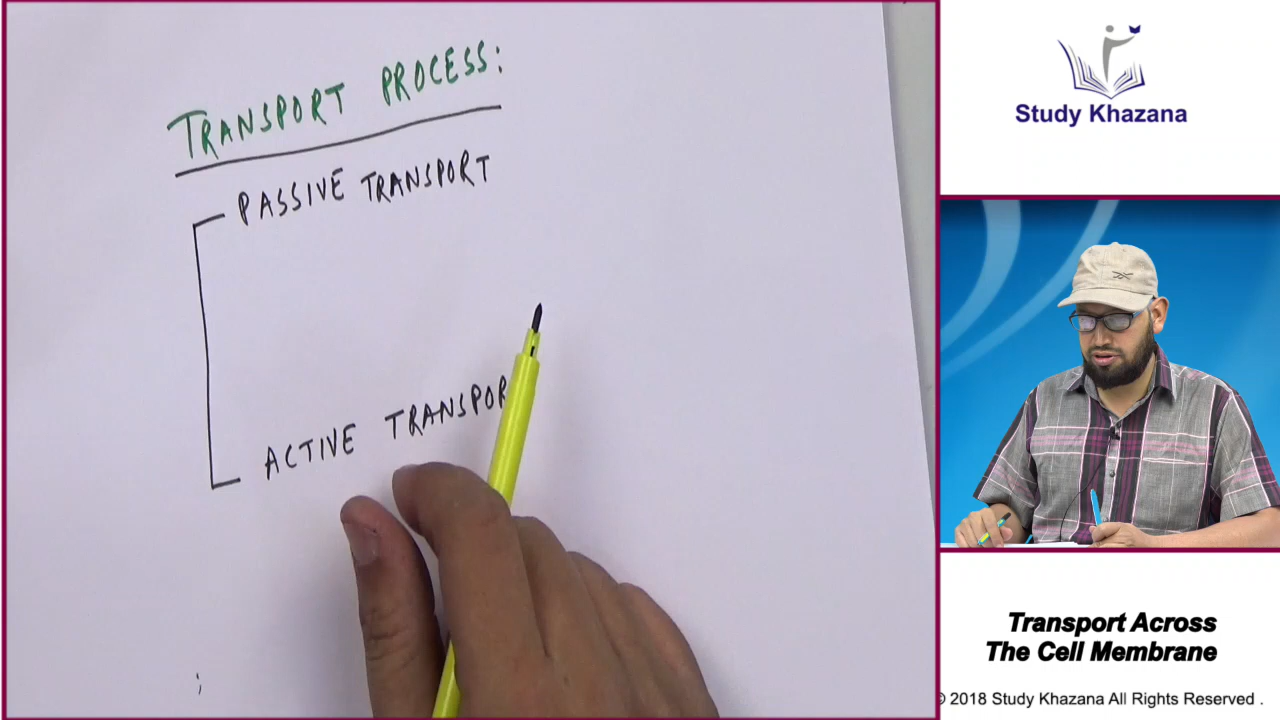 TRANSPORT PROCESS:
PASSIVE TRANSPORT
ACTIVE TRANSPOR
Study Khazana
Transport Across
The Cell Membrane
© 2018 Study Khazana All Rights Reserved .